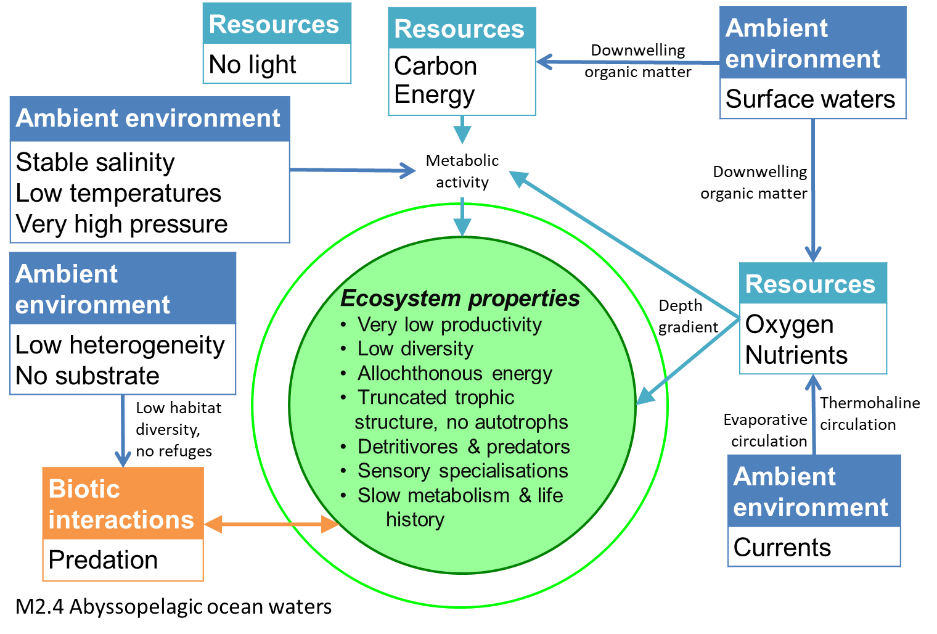 Resources
No light
Resources
Carbon
Energy
Downwelling
organic matter
Ambient
environment
Surface waters
Ambient environment
Stable salinity
Low temperatures
Very high pressure
Metabolic
activity
Downwelling
organic matter
Ambient
environment
Low heterogeneity
No substrate
Low habitat
diversity,
no refuges
Biotic
interactions
Predation
Ecosystem properties
• Very low productivity
• Low diversity
• Allochthonous energy
• Truncated trophic
structure, no autotrophs
• Detritivores & predators
• Sensory specialisations
• Slow metabolism & life
history
Depth
gradient
Resources
Oxygen
Nutrients
Evaporative
circulation
Thermohaline
circulation
Ambient
environment
Currents
M2.4 Abyssopelagic ocean waters